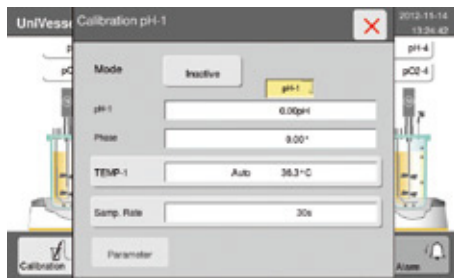 UniVesse
Calibration pH-1
2012-11-14
13:24:42
pH-4
pO2-4
Mode
Inactive
pH-1
pH-1
0.00pH
Phase
0.00°
TEMP-1
Auto
36.3°C
Samp. Rate
30s
Parameter
Calibration
Alarm